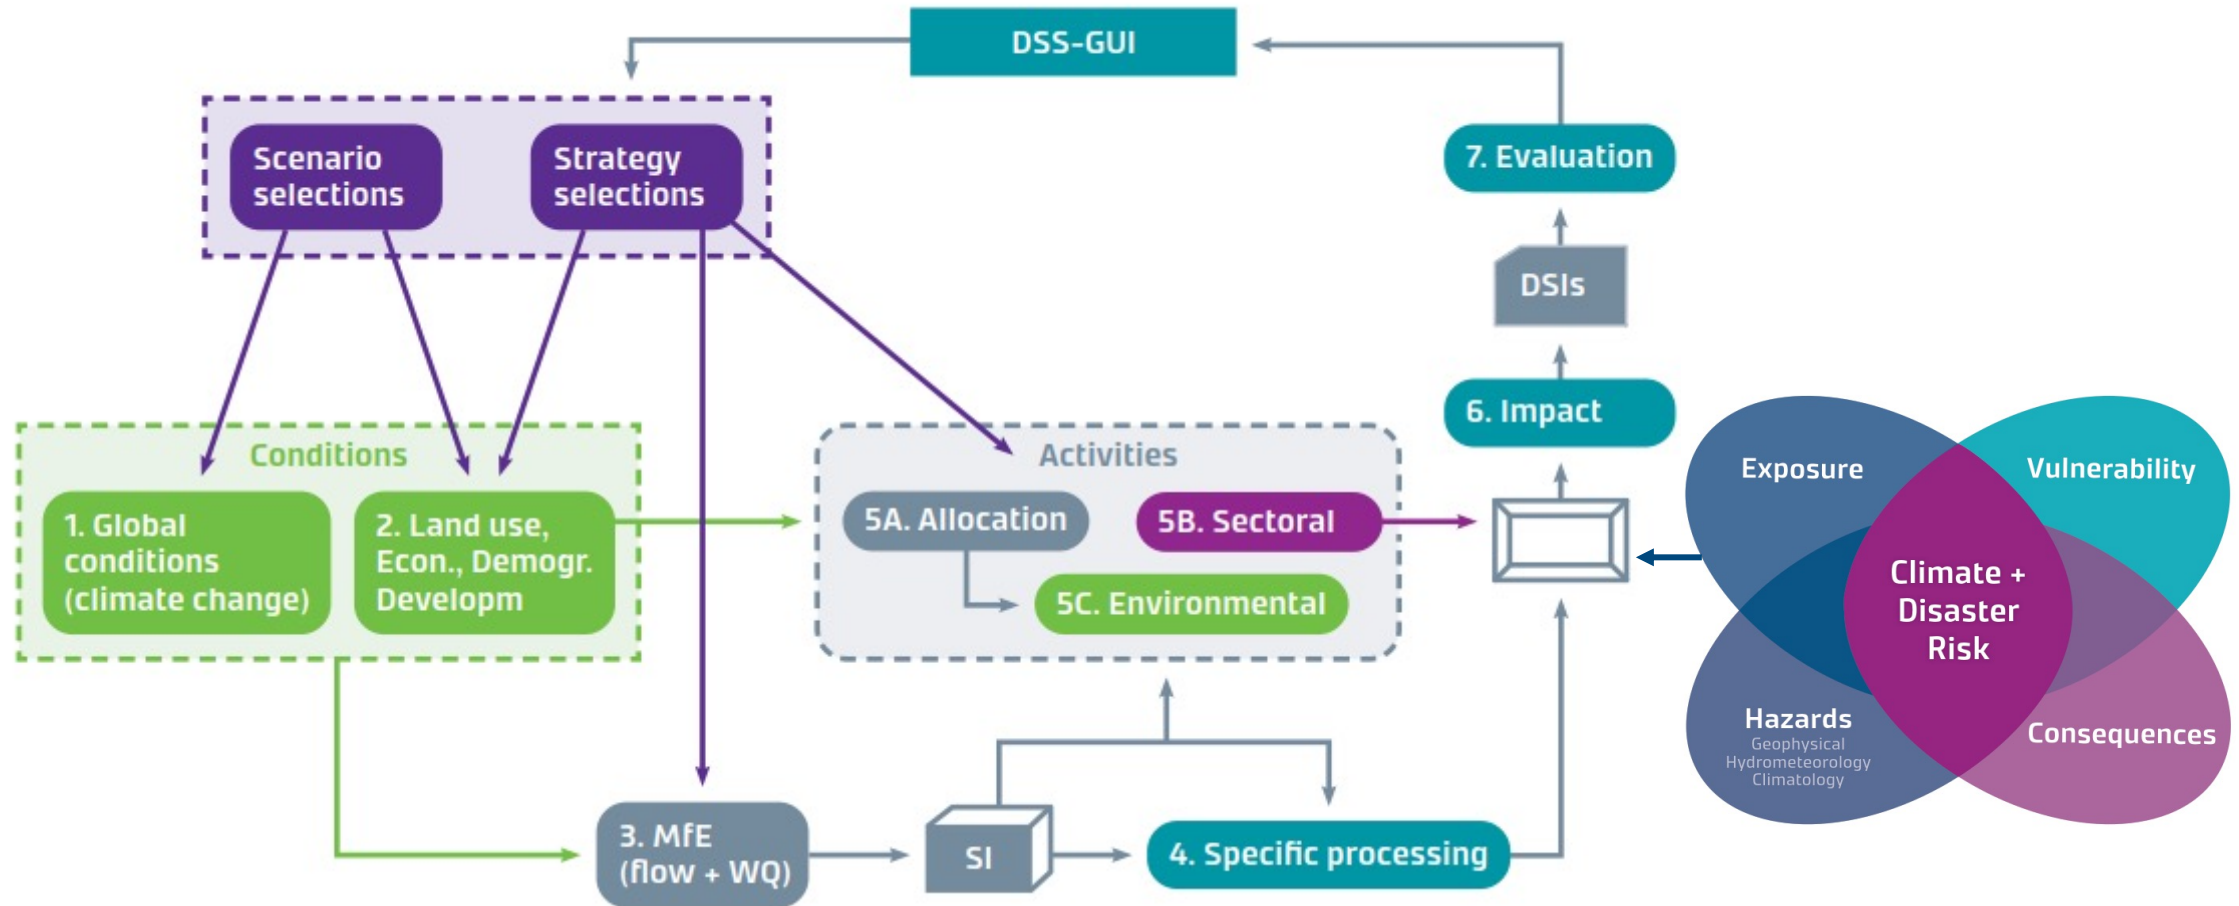 DSS-GUI
Scenario
selections
Strategy
selections
7. Evaluation
DSIs
6. Impact
Conditions
1. Global
conditions
(climate change)
2. Land use,
Econ., Demogr.
Developm
Activities
5A. Allocation
5B. Sectoral
5C. Environmental
3. MfE
(flow + WQ)
SI
4. Specific processing
Exposure
Vulnerability
Climate +
Disaster
Risk
Hazards
Geophysical
Hydrometeorology
Climatology
Consequences